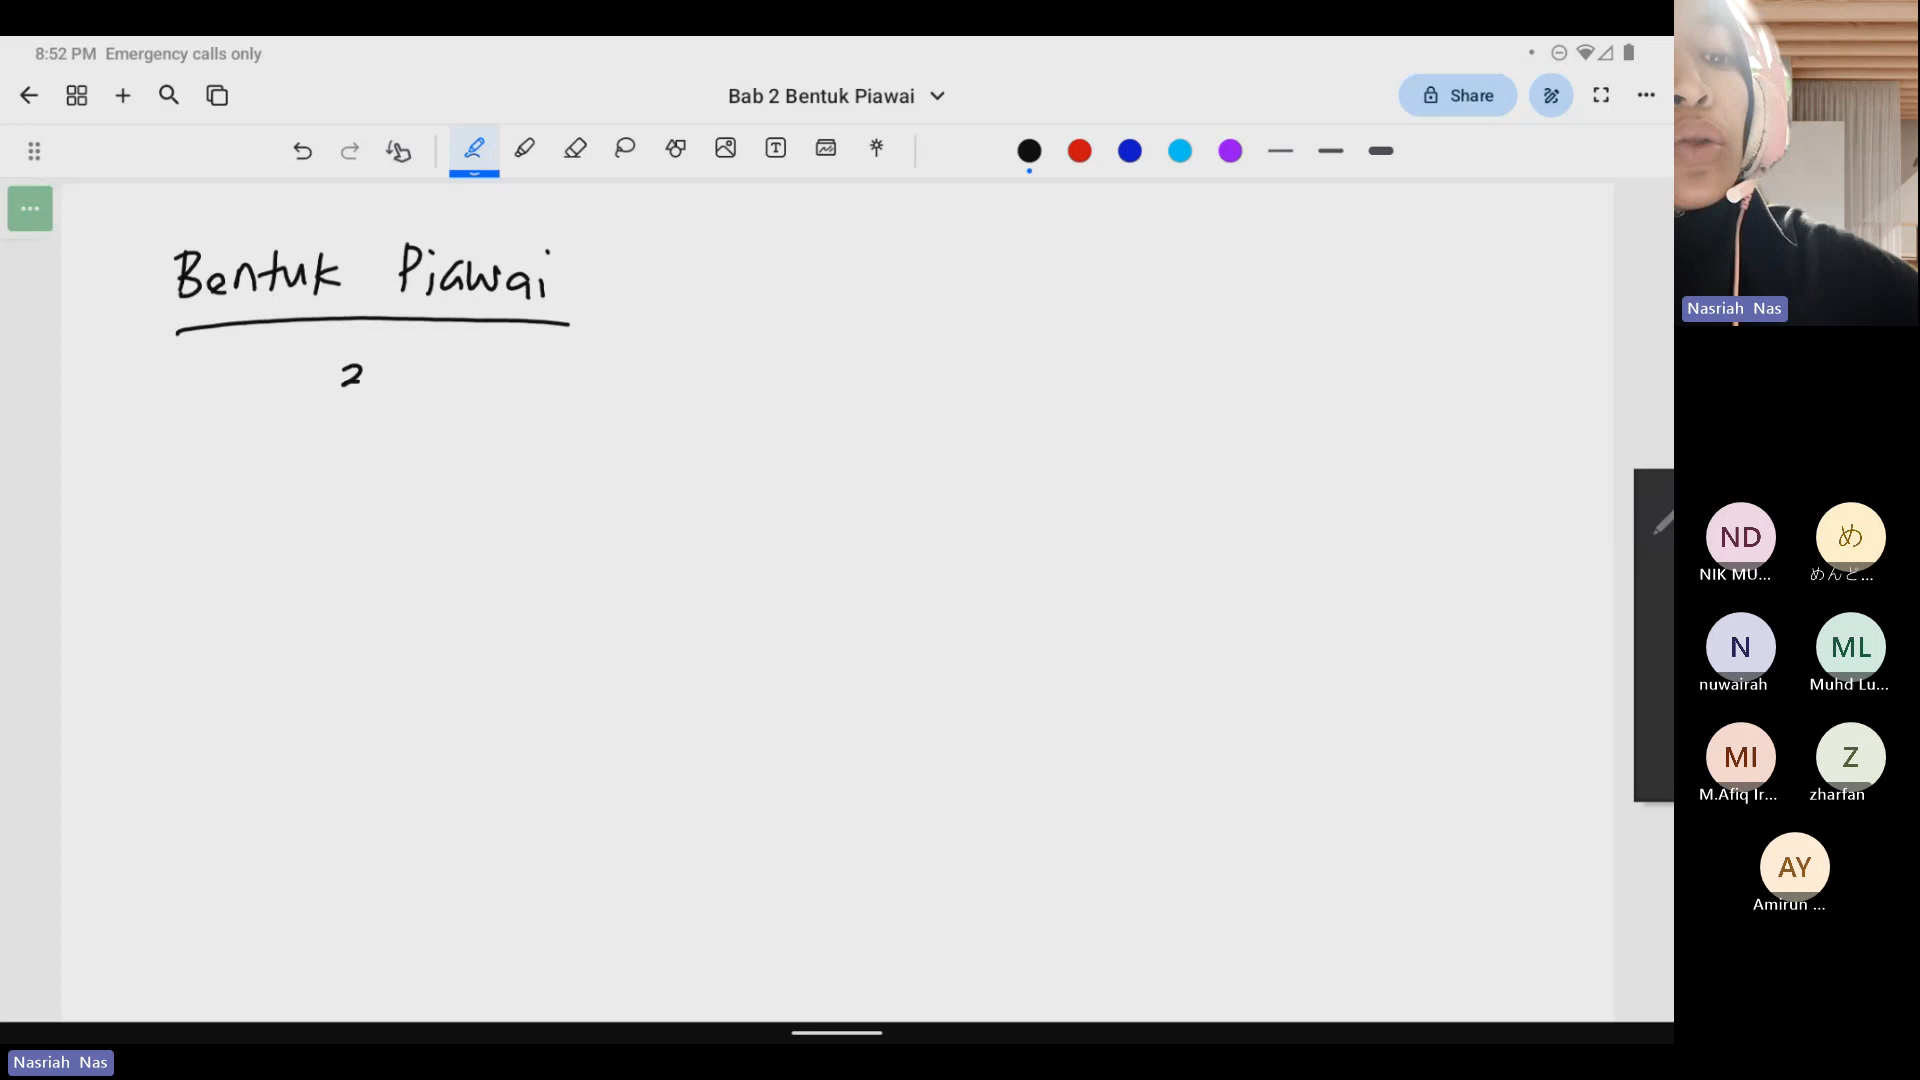 8:52 PM Emergency calls only
Bab 2 Bentuk Piawai
Share
Bentuk Piawai
2
Nasriah Nas
ND
NIK MU...
め
めんど...
N
nuwairah
ML
Muhd Lu...
MI
M.Afiq Ir...
Z
zharfan
AY
Amirun ...
Nasriah Nas